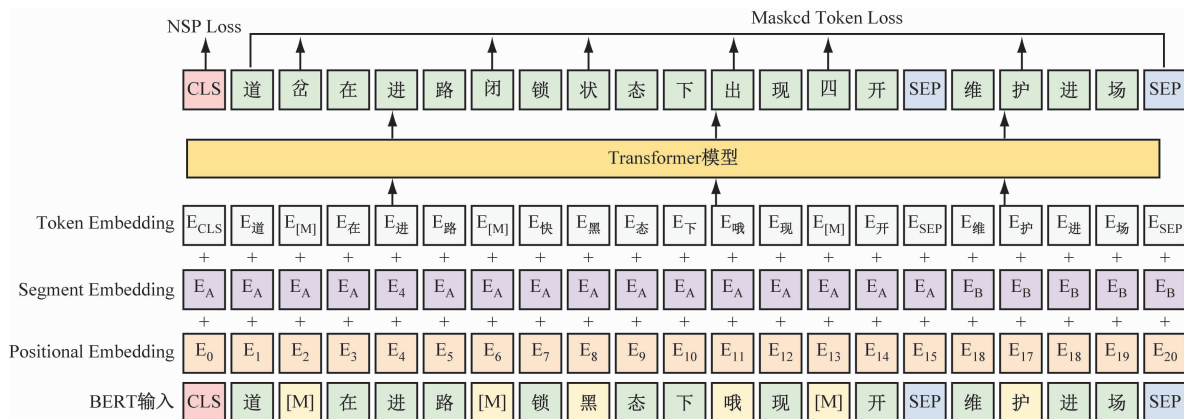 NSP Loss Maskcd Token Loss
CLS 道 岔 在 进 路 闭 锁 状 态 下 出 现 四 开 SEP 维 护 进 场 SEP
Transformer模型
Token Embedding E_CLS E_道 E_[M] E_在 E_进 E_路 E_[M] E_快 E_黑 E_态 E_下 E_哦 E_现 E_[M] E_开 E_SEP E_维 E_护 E_进 E_场 E_SEP
+ + + + + + + + + + + + + + + + + + + + +
Segment Embedding E_A E_A E_A E_A E_4 E_A E_A E_A E_A E_A E_A E_A E_A E_A E_A E_A E_B E_B E_B E_B E_B
+ + + + + + + + + + + + + + + + + + + + +
Positional Embedding E_0 E_1 E_2 E_3 E_4 E_5 E_6 E_7 E_8 E_9 E_10 E_11 E_12 E_13 E_14 E_15 E_18 E_17 E_18 E_19 E_20
BERT输入 CLS 道 [M] 在 进 路 [M] 锁 黑 态 下 哦 现 [M] 开 SEP 维 护 进 场 SEP